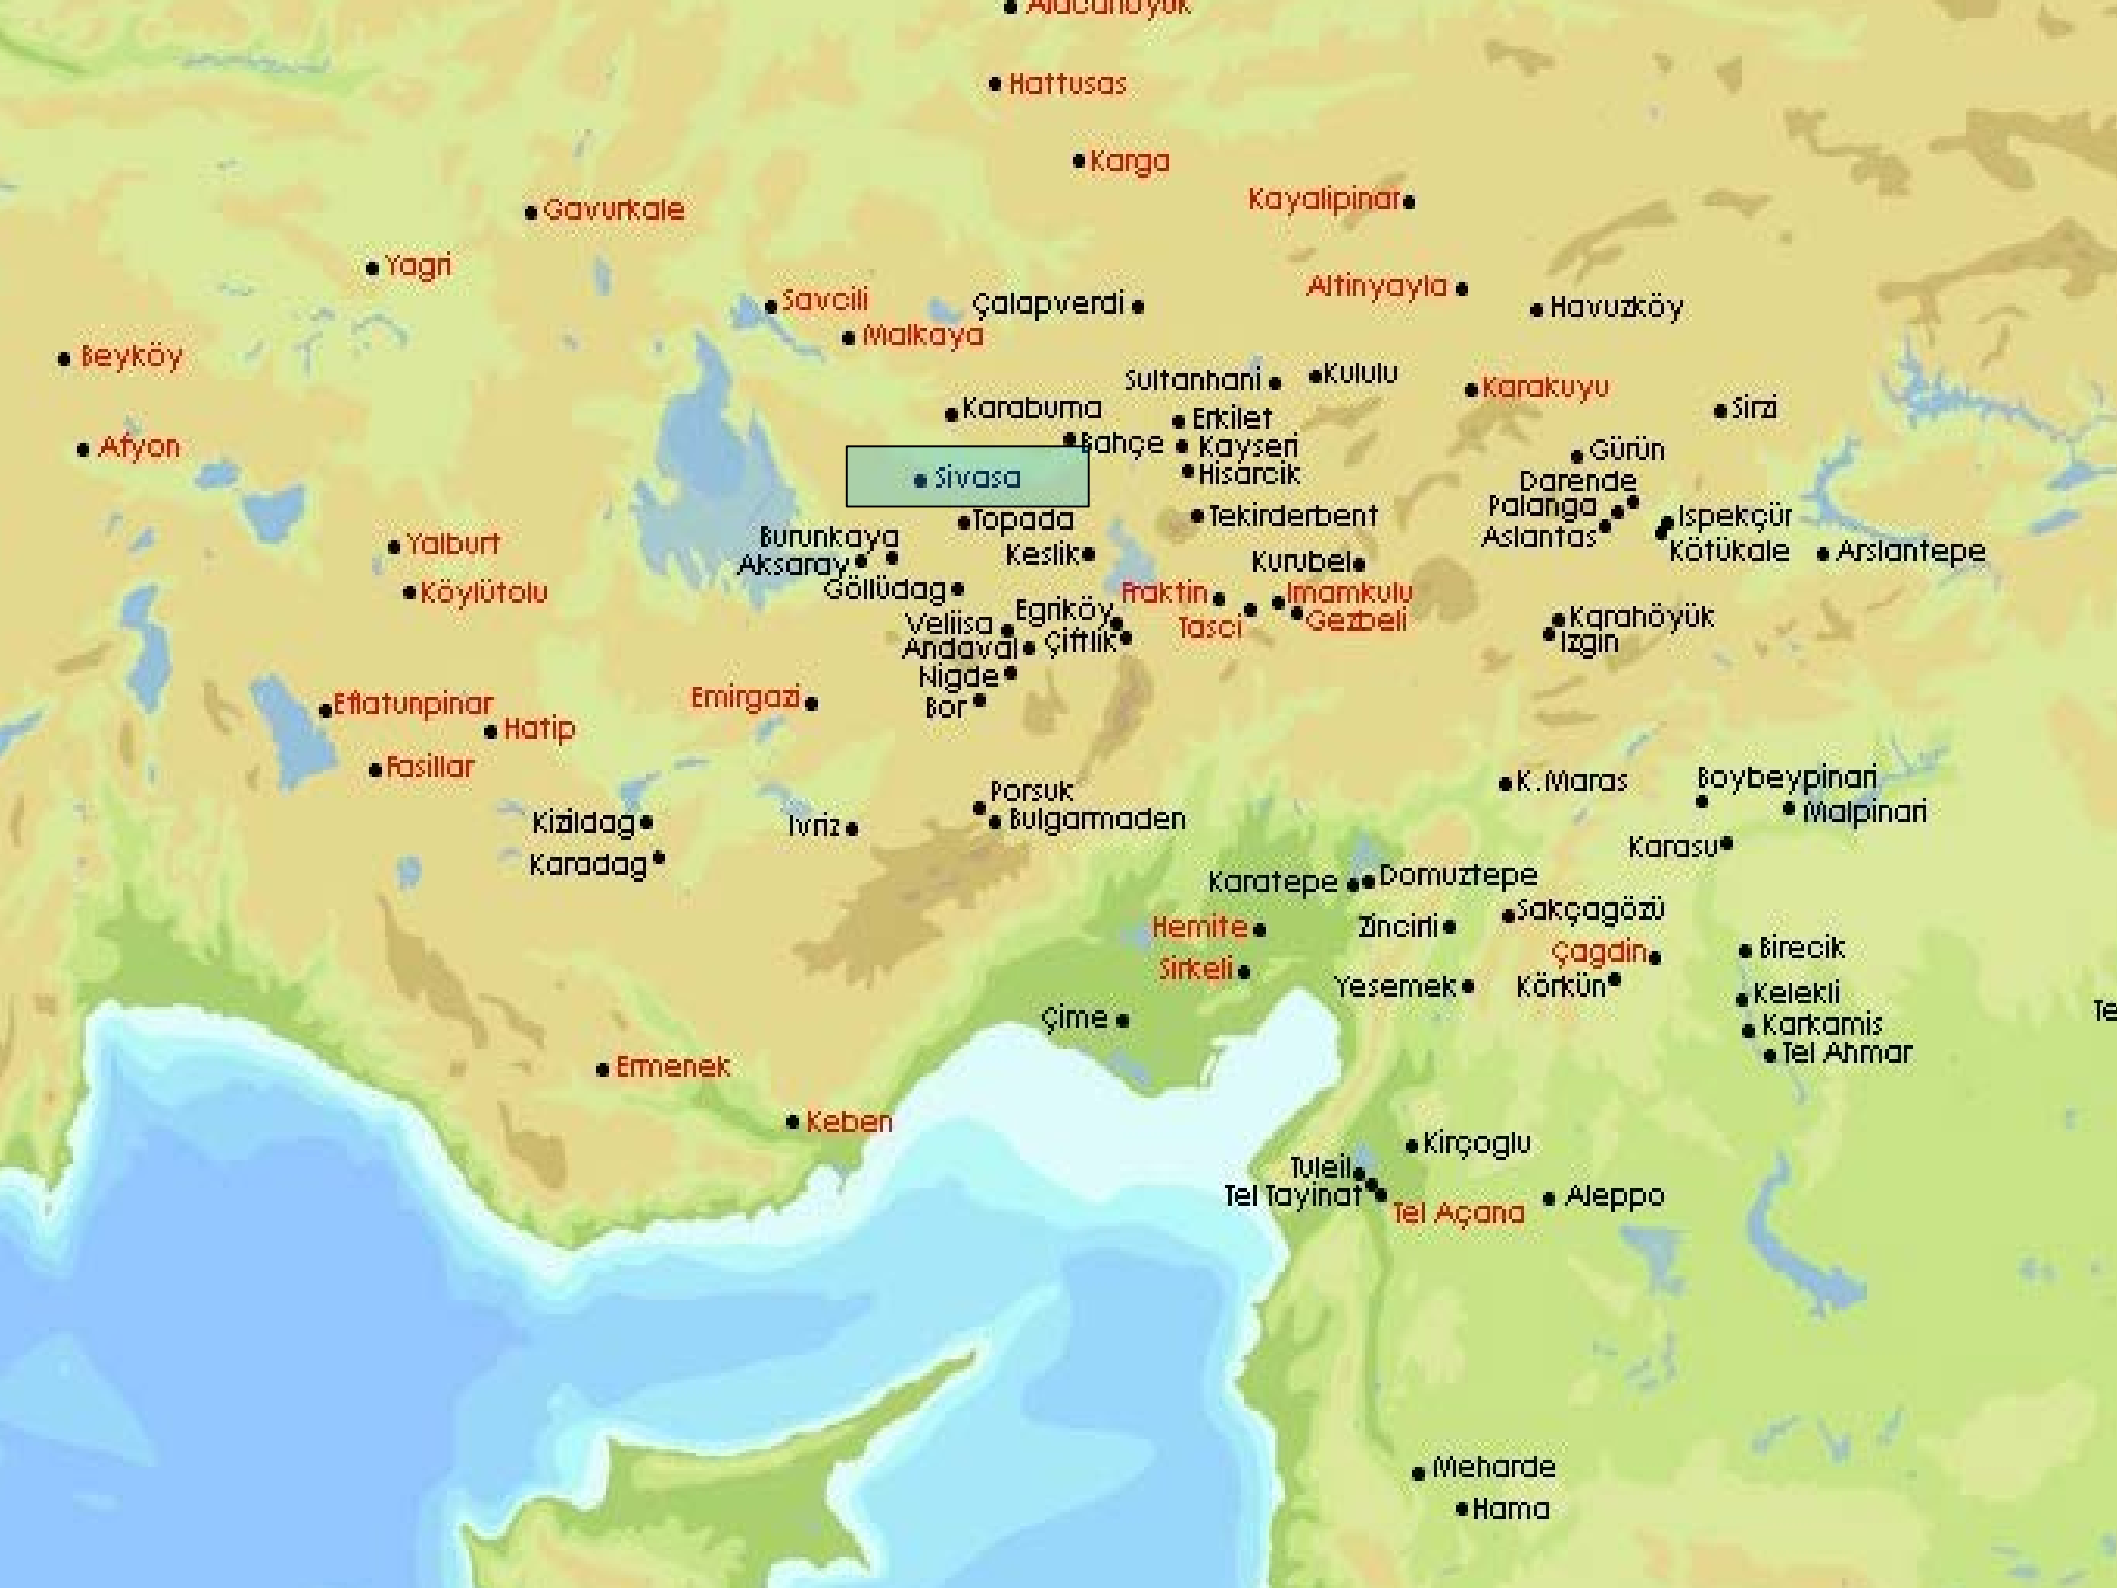 Alacahöyük
Hattusas
Karga
Kayalipinar
Gavurkale
Yagri
Altinyayla
Savcili
Çalapverdi
Havuzköy
Malkaya
Beyköy
Sultanhani
Kululu
Karakuyu
Karaburna
Sirzi
Erkilet
Afyon
Bahçe
Kayseri
Gürün
Sivasa
Hisarcik
Darende
Palanga
Topada
Tekirderbent
Ispekçür
Burunkaya
Aslantas
Yalburt
Keslik
Kötükale
Arslantepe
Aksaray
Kurubel
Göllüdag
Köylütolu
Fraktin
Imamkulu
Egriköy
Veliisa
Tasci
Gezbeli
Karahöyük
Andaval
Çiftlik
Izgin
Nigde
Eflatunpinar
Emirgazi
Bor
Hatip
Fasillar
K.Maras
Boybeypinari
Porsuk
Malpinari
Kizildag
Ivriz
Bulgarmaden
Karasu
Karadag
Karatepe
Domuztepe
Sakçagözü
Hemite
Zincirli
Birecik
Çagdin
Sirkeli
Yesemek
Körkün
Kelekli
Te
Çime
Karkamis
Tel Ahmar
Ermenek
Keben
Kirçoglu
Tuleil
Tel Tayinat
Aleppo
Tel Açana
Meharde
Hama